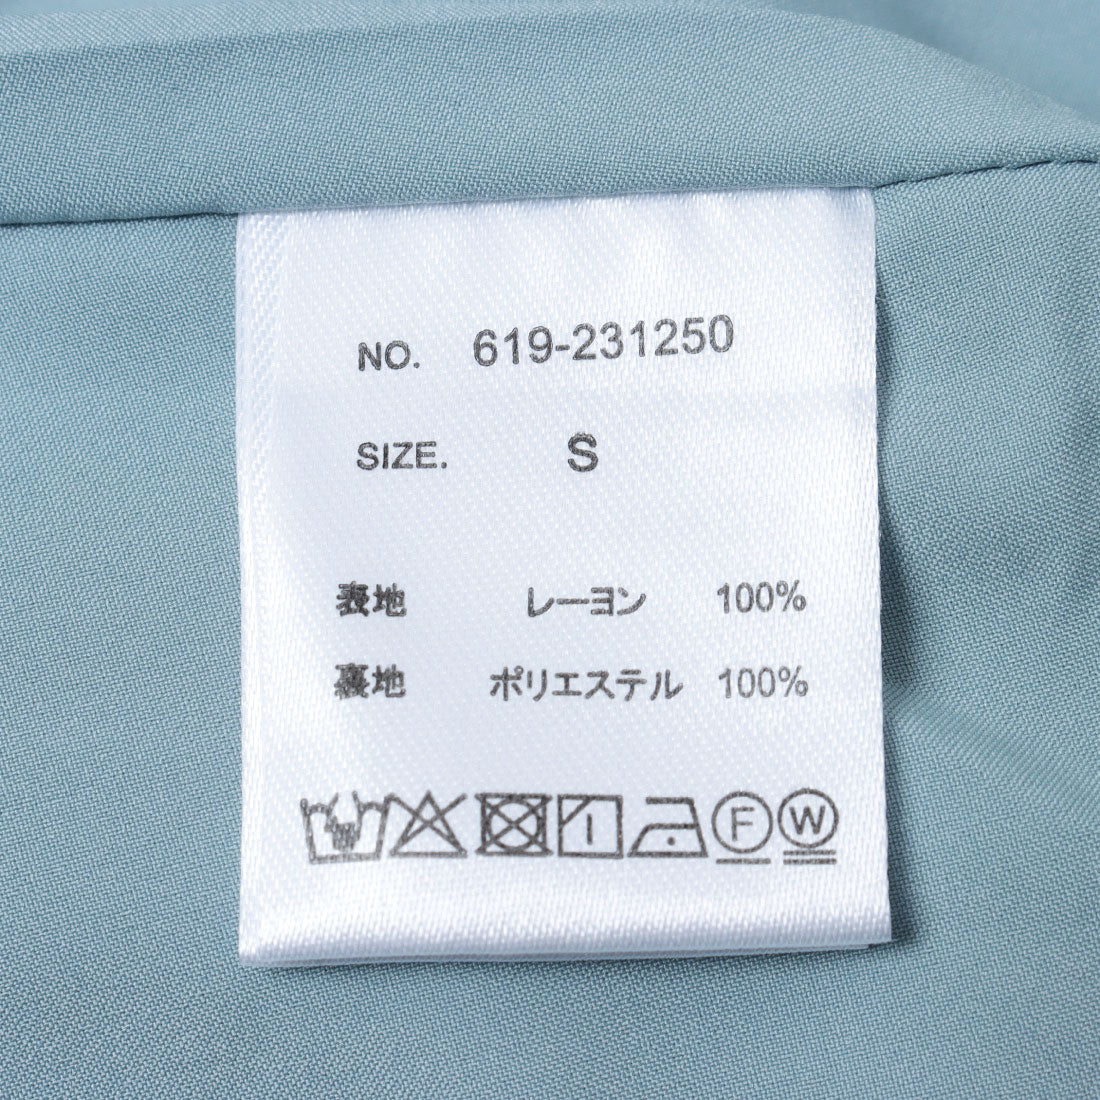 NO. 619-231250
SIZE. S
表地 レーヨン 100%
裏地 ポリエステル 100%
F W